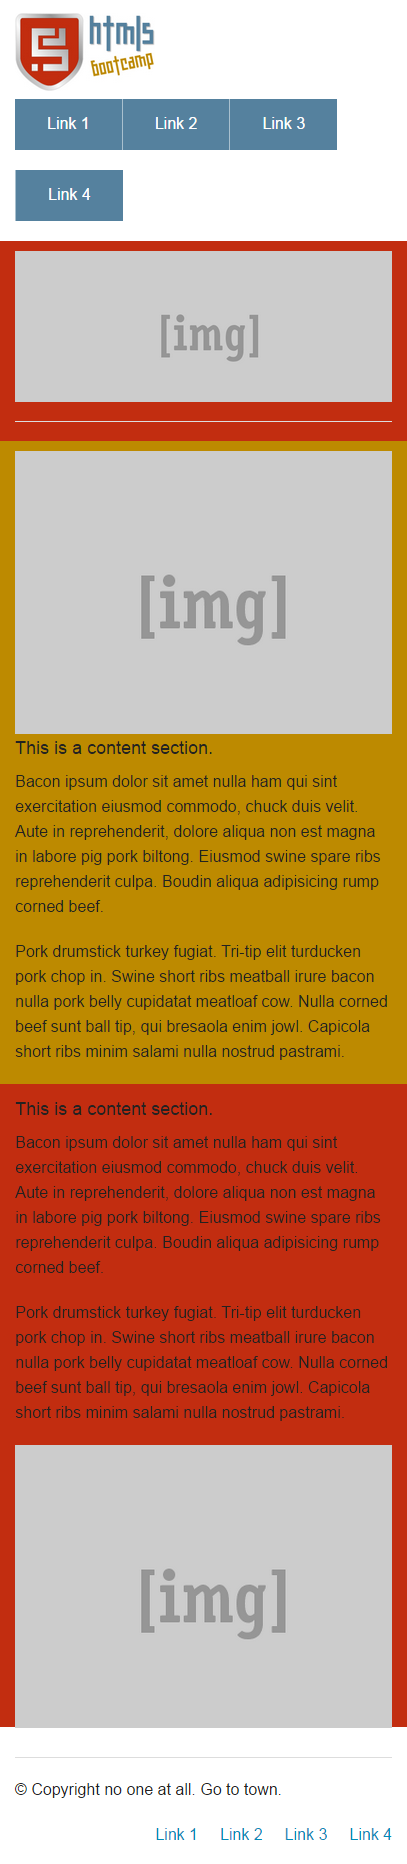 html5
bootcamp
Link 1 Link 2 Link 3
Link 4
[img]
[img]
This is a content section.
Bacon ipsum dolor sit amet nulla ham qui sint
exercitation eiusmod commodo, chuck duis velit.
Aute in reprehenderit, dolore aliqua non est magna
in labore pig pork biltong. Eiusmod swine spare ribs
reprehenderit culpa. Boudin aliqua adipisicing rump
corned beef.
Pork drumstick turkey fugiat. Tri-tip elit turducken
pork chop in. Swine short ribs meatball irure bacon
nulla pork belly cupidatat meatloaf cow. Nulla corned
beef sunt ball tip, qui bresaola enim jowl. Capicola
short ribs minim salami nulla nostrud pastrami.
This is a content section.
Bacon ipsum dolor sit amet nulla ham qui sint
exercitation eiusmod commodo, chuck duis velit.
Aute in reprehenderit, dolore aliqua non est magna
in labore pig pork biltong. Eiusmod swine spare ribs
reprehenderit culpa. Boudin aliqua adipisicing rump
corned beef.
Pork drumstick turkey fugiat. Tri-tip elit turducken
pork chop in. Swine short ribs meatball irure bacon
nulla pork belly cupidatat meatloaf cow. Nulla corned
beef sunt ball tip, qui bresaola enim jowl. Capicola
short ribs minim salami nulla nostrud pastrami.
[img]
© Copyright no one at all. Go to town.
Link 1 Link 2 Link 3 Link 4